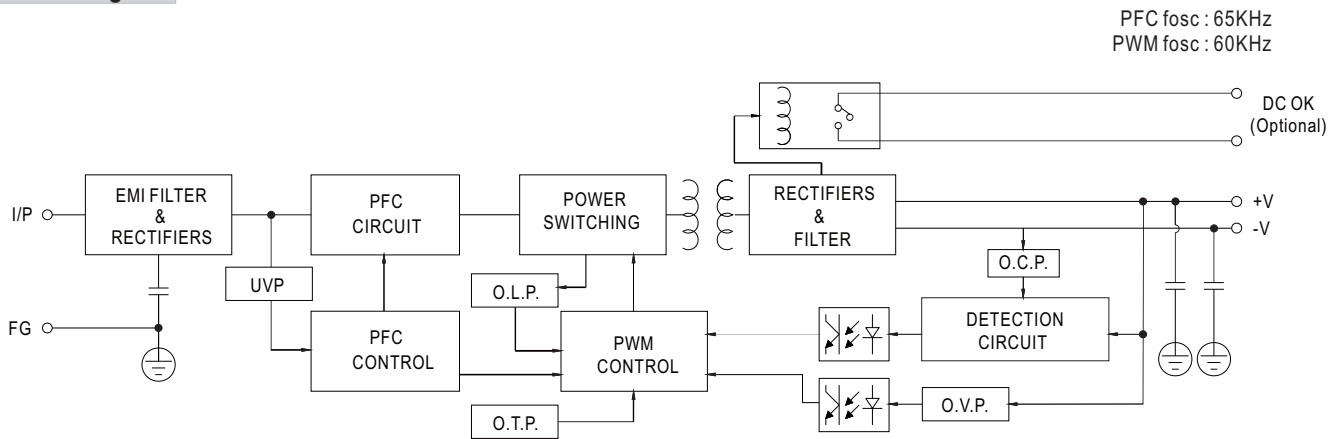 PFC fosc : 65KHz
PWM fosc : 60KHz
DC OK
(Optional)
I/P
EMI FILTER
&
RECTIFIERS
PFC
CIRCUIT
POWER
SWITCHING
RECTIFIERS
&
FILTER
+V
-V
UVP
O.L.P.
O.C.P.
FG
PFC
CONTROL
PWM
CONTROL
DETECTION
CIRCUIT
O.T.P.
O.V.P.